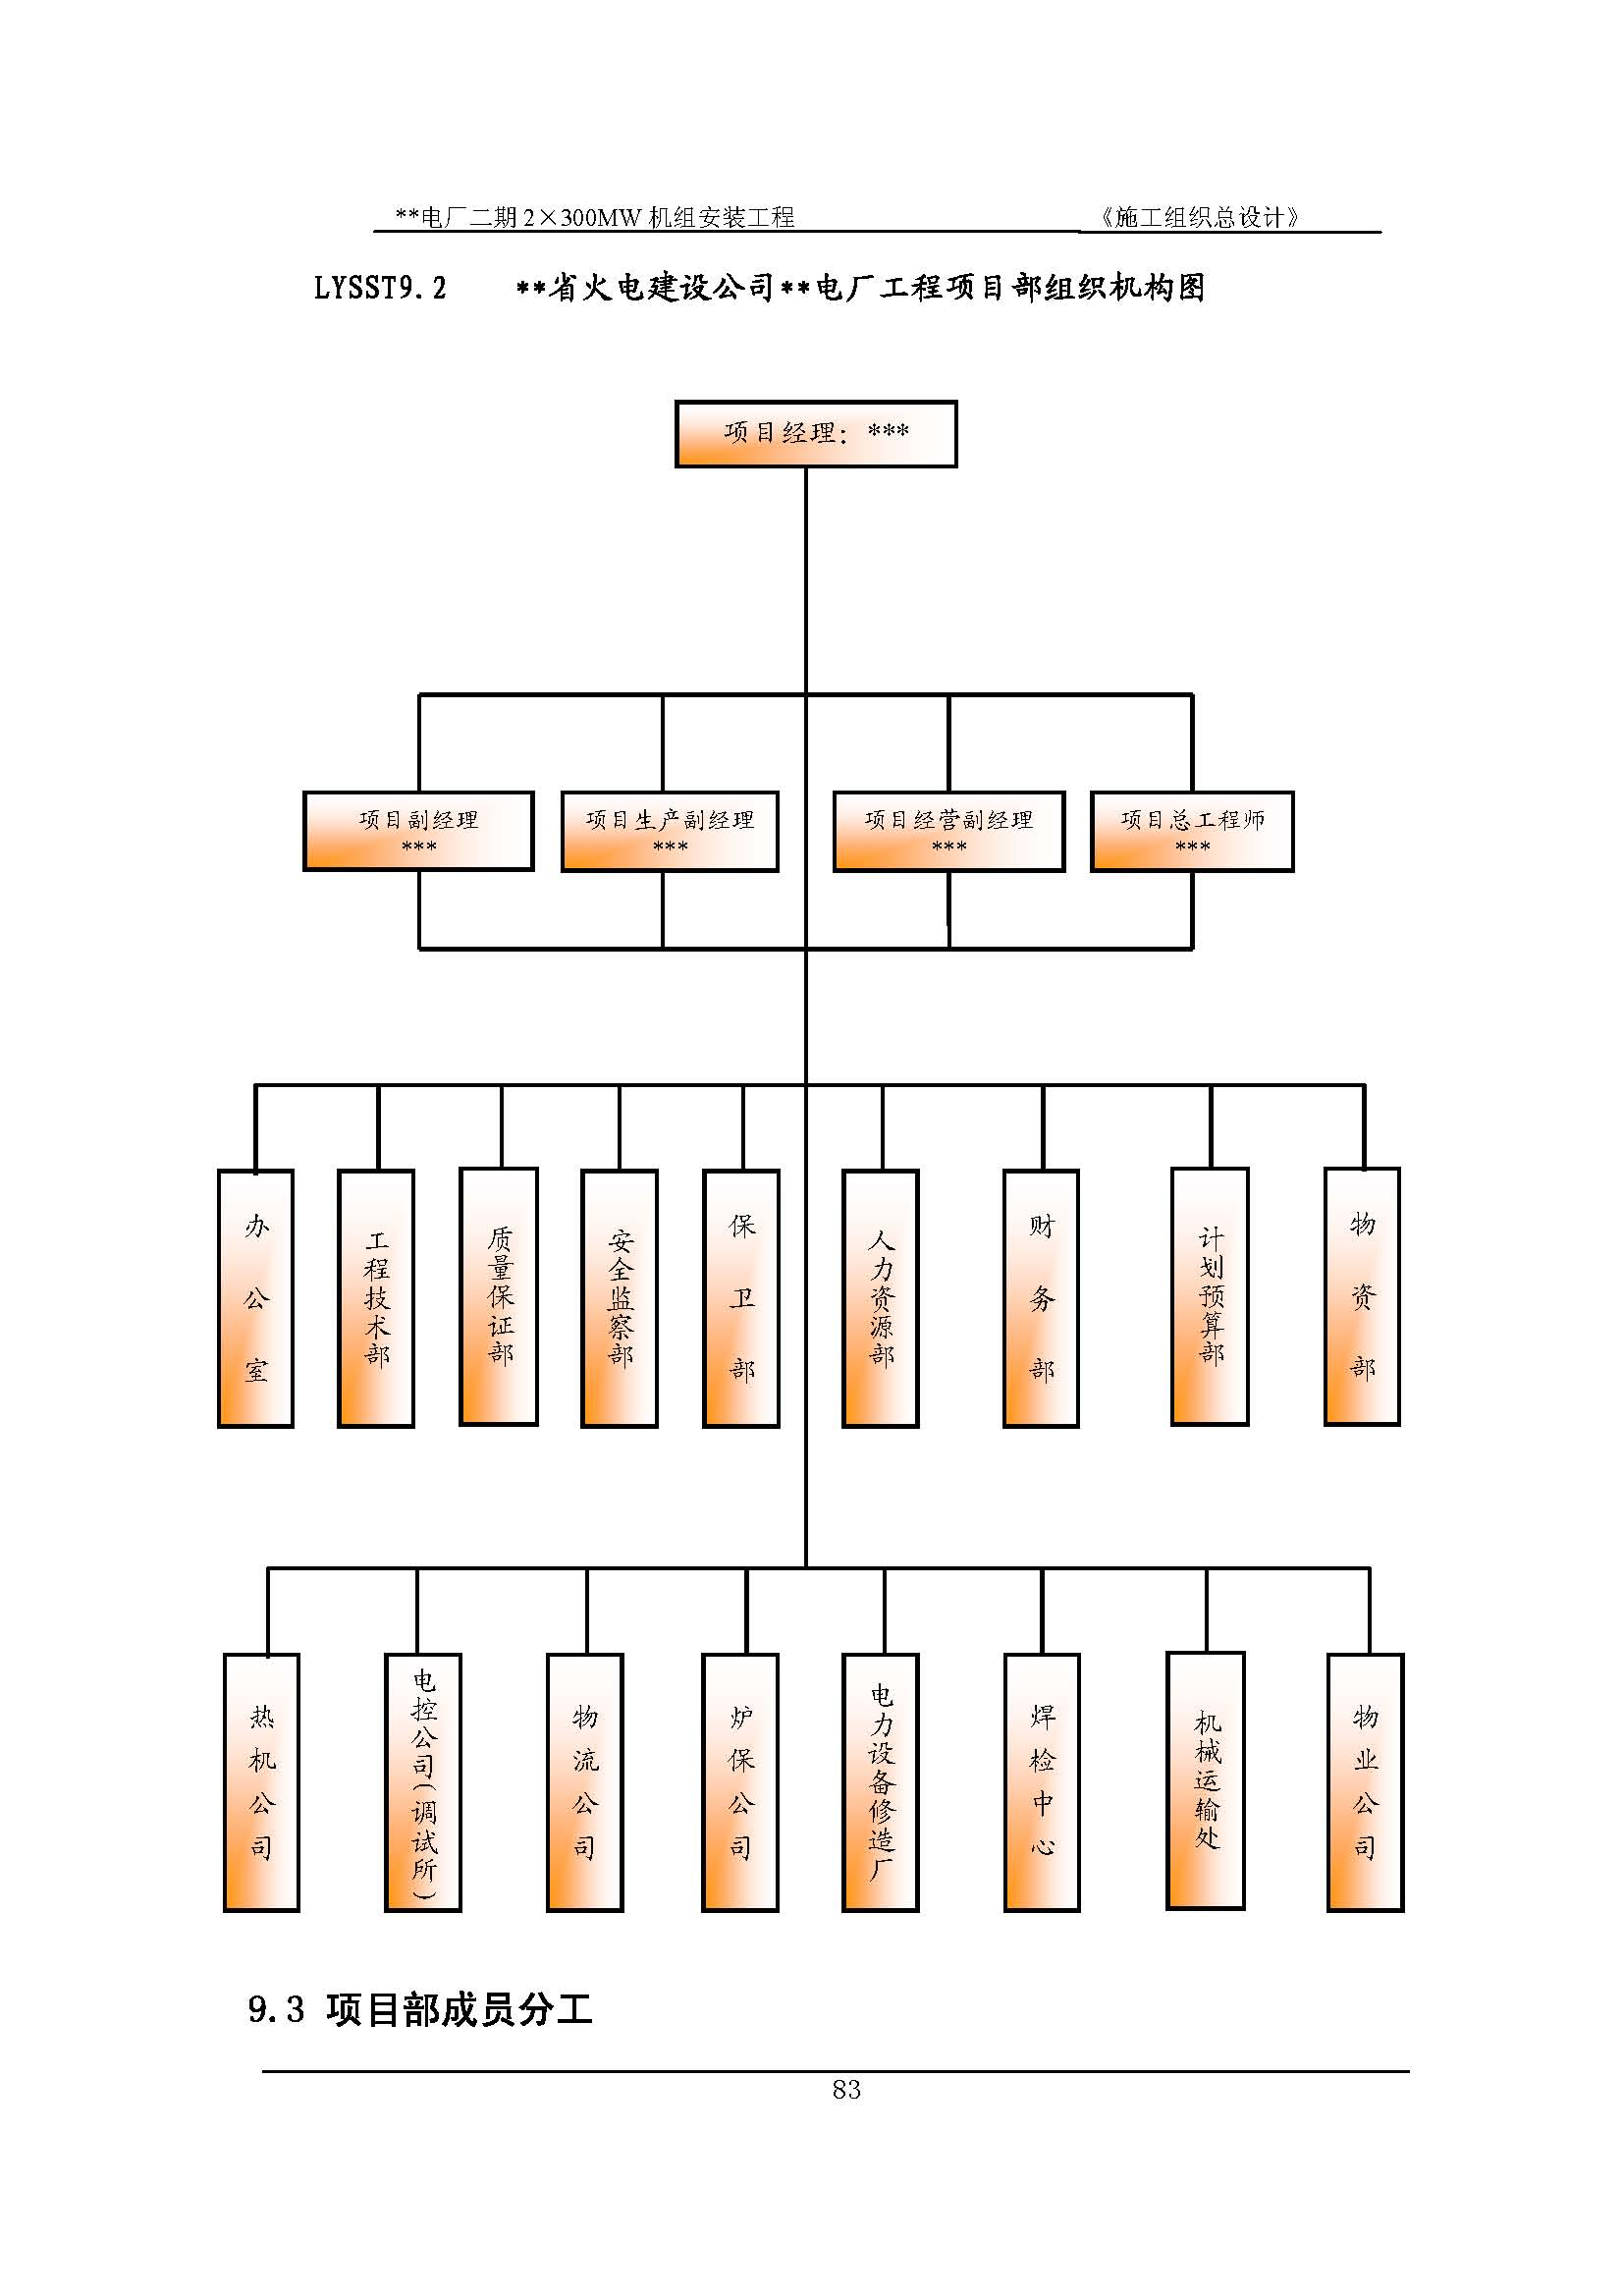 **电厂二期 2×300MW 机组安装工程 《施工组织总设计》
LYSST9.2 **省火电建设公司**电厂工程项目部组织机构图
项目经理：***
项目副经理
***
项目生产副经理
***
项目经营副经理
***
项目总工程师
***
办公室
工程技术部
质量保证部
安全监察部
保卫部
人力资源部
财务部
计划预算部
物资部
热机公司
电控公司(调试所)
物流公司
炉保公司
电力设备修造厂
焊检中心
机械运输处
物业公司
9.3 项目部成员分工
83